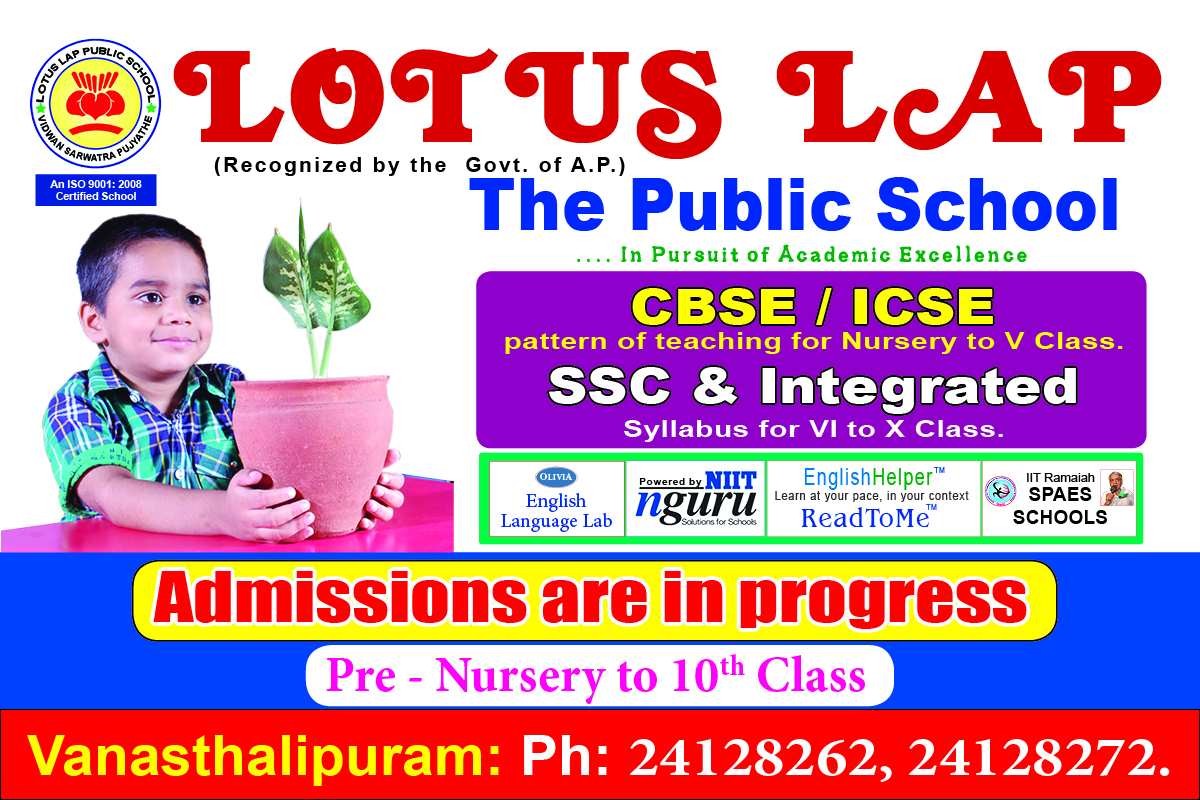 LOTUS LAP PUBLIC SCHOOL
VIDWAN SARWATRA PUJYATHE
An ISO 9001: 2008
Certified School
LOTUS LAP
(Recognized by the Govt. of A.P.)
The Public School
.... In Pursuit of Academic Excellence
CBSE / ICSE
pattern of teaching for Nursery to V Class.
SSC & Integrated
Syllabus for VI to X Class.
OLIVIA
English
Language Lab
Powered by NIIT
nguru
Solutions for Schools
EnglishHelper™
Learn at your pace, in your context
ReadToMe™
IIT Ramaiah
SPAES
SCHOOLS
Admissions are in progress
Pre - Nursery to 10th Class
Vanasthalipuram: Ph: 24128262, 24128272.